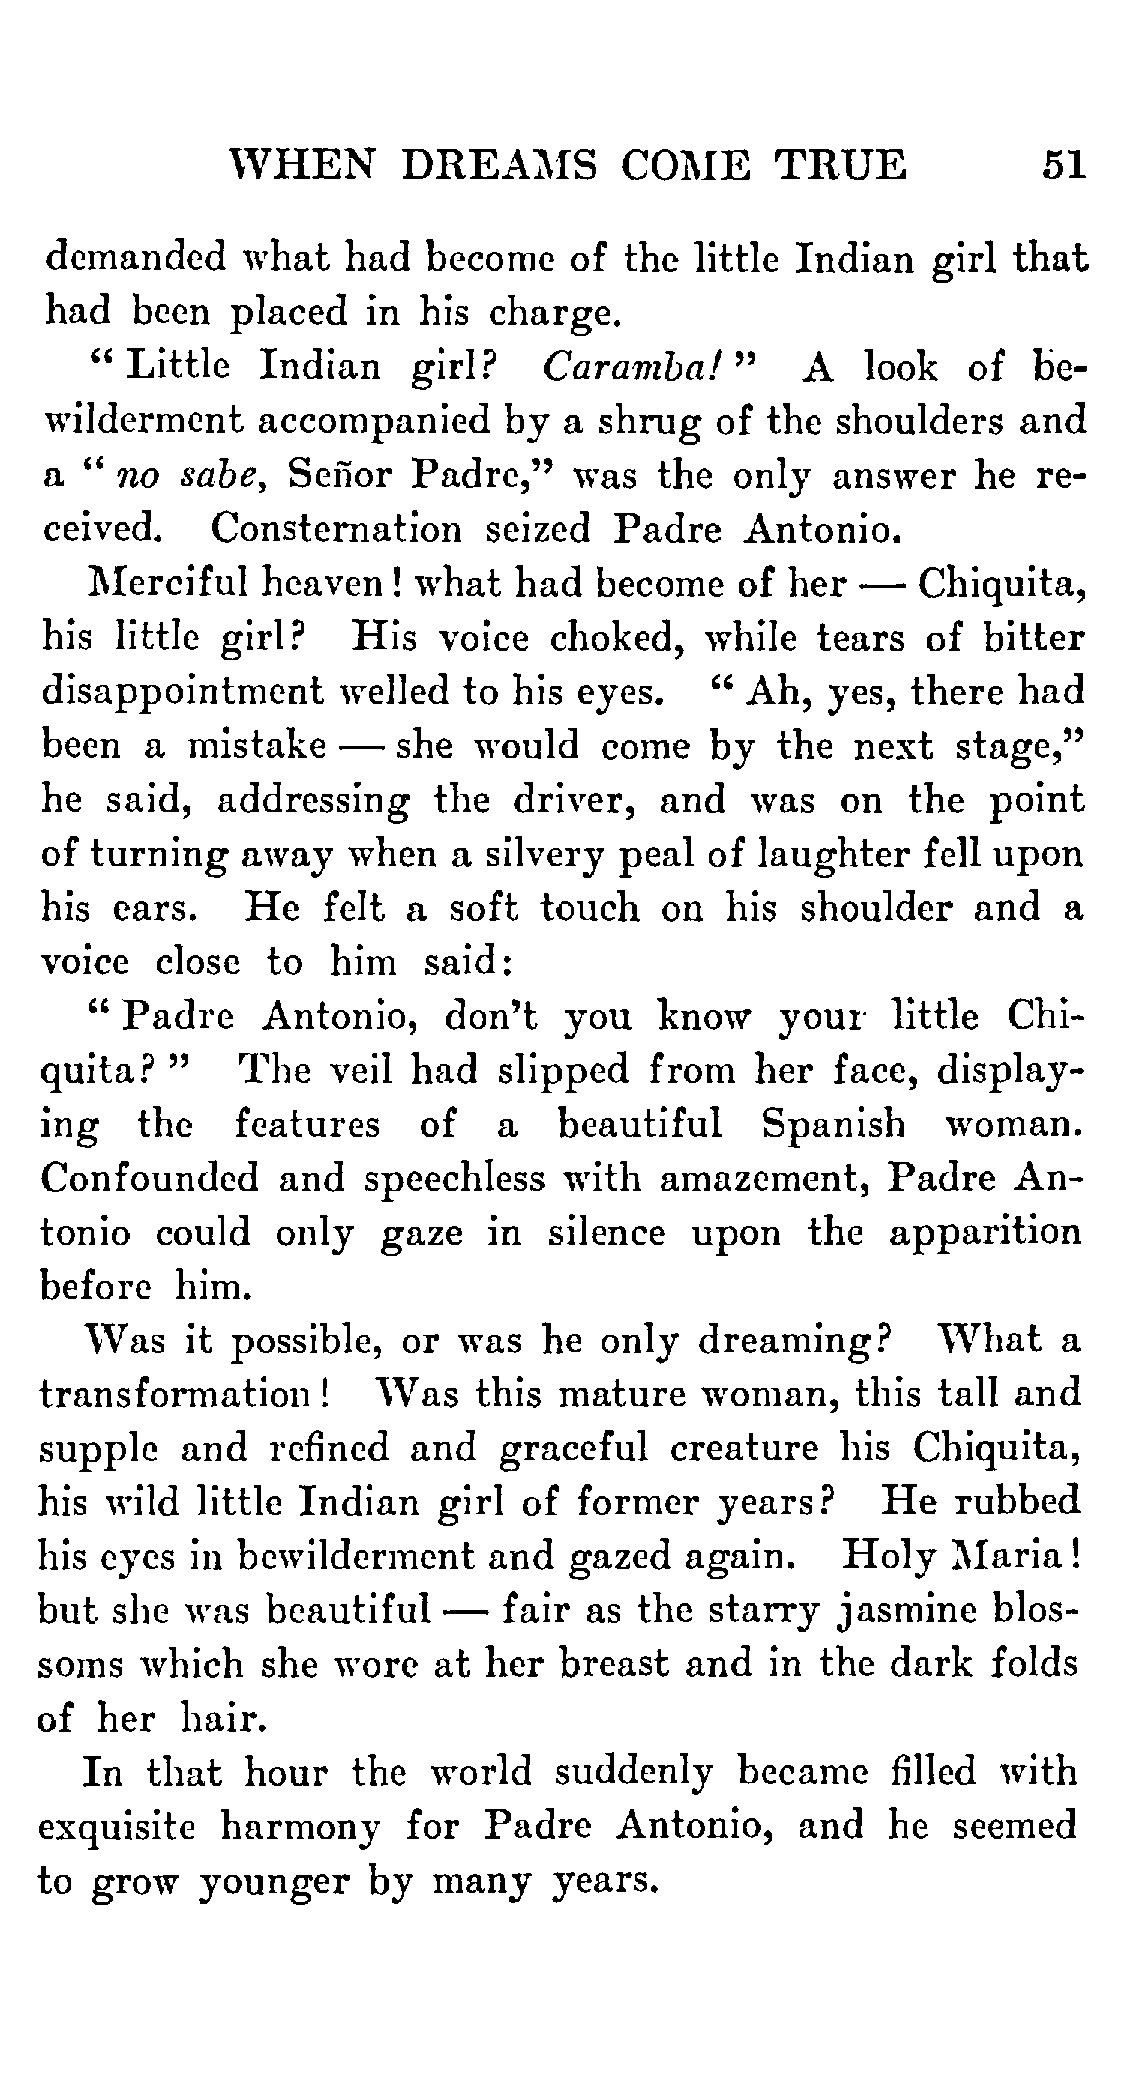 WHEN DREAMS COME TRUE 51
demanded what had become of the little Indian girl that
had been placed in his charge.
“ Little Indian girl? Caramba! ” A look of be-
wilderment accompanied by a shrug of the shoulders and
a “ no sabe, Señor Padre,” was the only answer he re-
ceived. Consternation seized Padre Antonio.
Merciful heaven ! what had become of her — Chiquita,
his little girl? His voice choked, while tears of bitter
disappointment welled to his eyes. “ Ah, yes, there had
been a mistake — she would come by the next stage,”
he said, addressing the driver, and was on the point
of turning away when a silvery peal of laughter fell upon
his ears. He felt a soft touch on his shoulder and a
voice close to him said:
“ Padre Antonio, don’t you know your little Chi-
quita? ” The veil had slipped from her face, display-
ing the features of a beautiful Spanish woman.
Confounded and speechless with amazement, Padre An-
tonio could only gaze in silence upon the apparition
before him.
Was it possible, or was he only dreaming? What a
transformation ! Was this mature woman, this tall and
supple and refined and graceful creature his Chiquita,
his wild little Indian girl of former years? He rubbed
his eyes in bewilderment and gazed again. Holy Maria !
but she was beautiful — fair as the starry jasmine blos-
soms which she wore at her breast and in the dark folds
of her hair.
In that hour the world suddenly became filled with
exquisite harmony for Padre Antonio, and he seemed
to grow younger by many years.